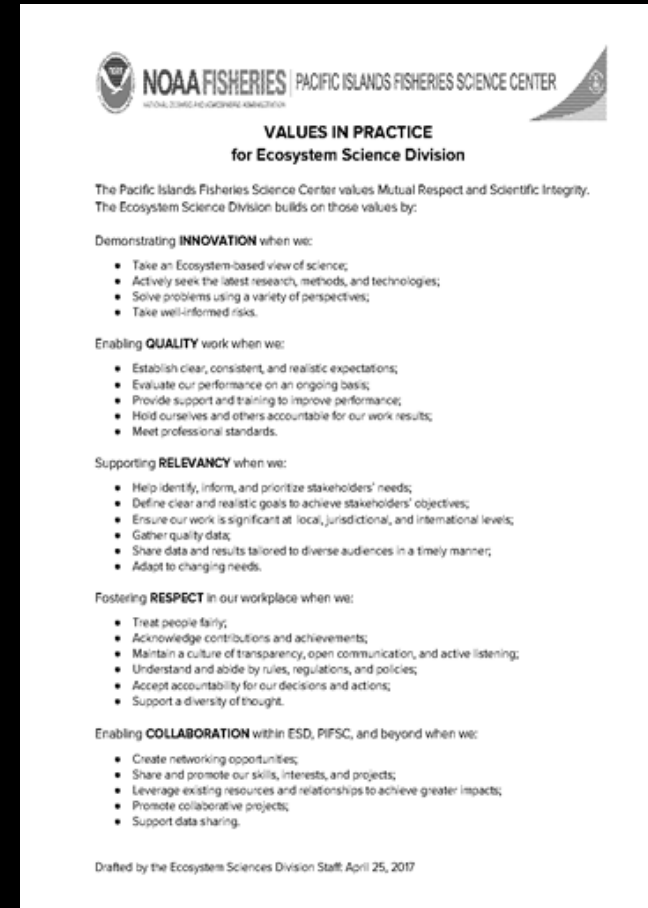 NOAA FISHERIES | PACIFIC ISLANDS FISHERIES SCIENCE CENTER
NATIONAL OCEANIC AND ATMOSPHERIC ADMINISTRATION
VALUES IN PRACTICE
for Ecosystem Science Division
The Pacific Islands Fisheries Science Center values Mutual Respect and Scientific Integrity.
The Ecosystem Science Division builds on those values by:
Demonstrating INNOVATION when we:
● Take an Ecosystem-based view of science;
● Actively seek the latest research, methods, and technologies;
● Solve problems using a variety of perspectives;
● Take well-informed risks.
Enabling QUALITY work when we:
● Establish clear, consistent, and realistic expectations;
● Evaluate our performance on an ongoing basis;
● Provide support and training to improve performance;
● Hold ourselves and others accountable for our work results;
● Meet professional standards.
Supporting RELEVANCY when we:
● Help identify, inform, and prioritize stakeholders' needs;
● Define clear and realistic goals to achieve stakeholders' objectives;
● Ensure our work is significant at local, jurisdictional, and international levels;
● Gather quality data;
● Share data and results tailored to diverse audiences in a timely manner;
● Adapt to changing needs.
Fostering RESPECT in our workplace when we:
● Treat people fairly;
● Acknowledge contributions and achievements;
● Maintain a culture of transparency, open communication, and active listening;
● Understand and abide by rules, regulations, and policies;
● Accept accountability for our decisions and actions;
● Support a diversity of thought.
Enabling COLLABORATION within ESD, PIFSC, and beyond when we:
● Create networking opportunities;
● Share and promote our skills, interests, and projects;
● Leverage existing resources and relationships to achieve greater impacts;
● Promote collaborative projects;
● Support data sharing.
Drafted by the Ecosystem Sciences Division Staff: April 25, 2017